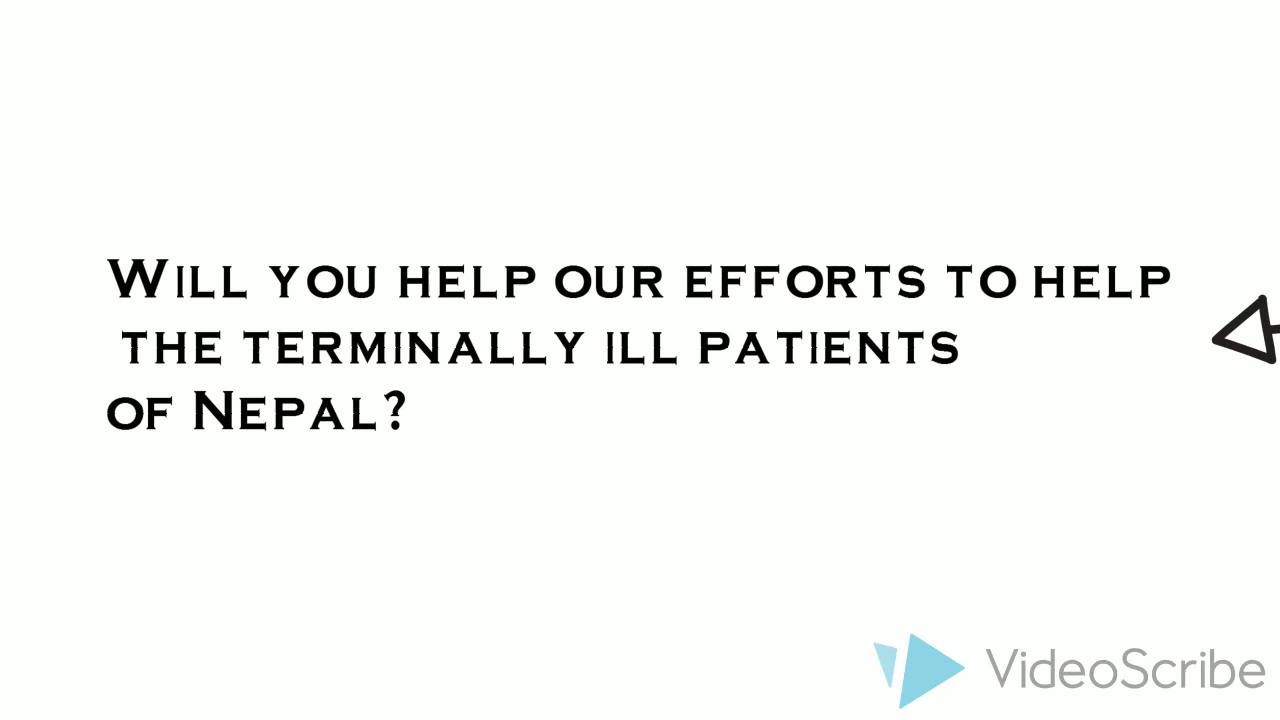 Will you help our efforts to help
the terminally ill patients
of Nepal?
VideoScribe